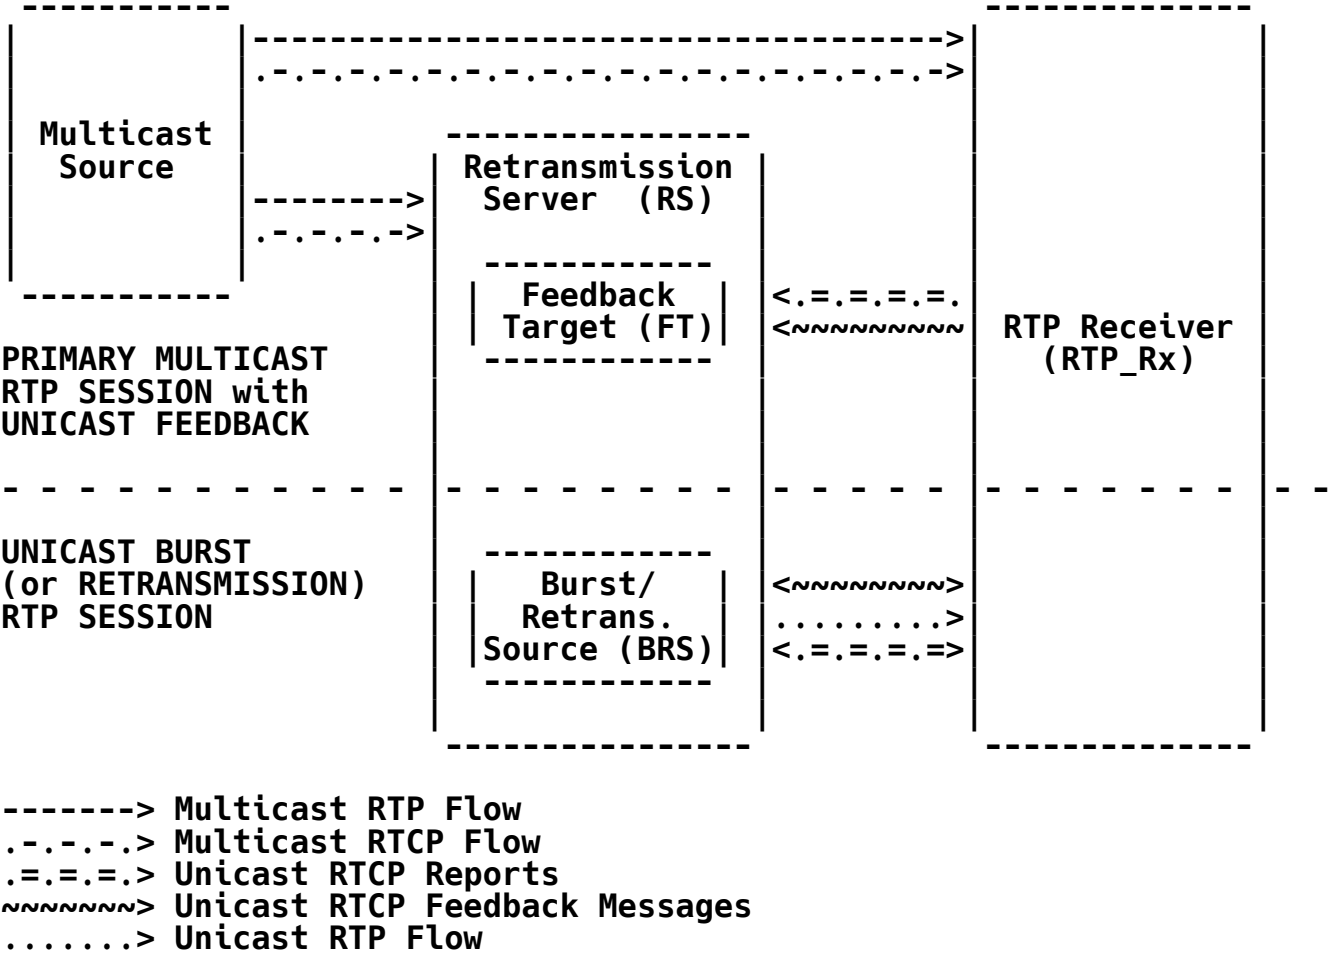 Multicast
Source
Retransmission
Server (RS)
Feedback
Target (FT)
RTP Receiver
(RTP_Rx)
PRIMARY MULTICAST
RTP SESSION with
UNICAST FEEDBACK
UNICAST BURST
(or RETRANSMISSION)
RTP SESSION
Burst/
Retrans.
Source (BRS)
-------> Multicast RTP Flow
.-.-.-.> Multicast RTCP Flow
.=.=.=.> Unicast RTCP Reports
~~~~~~~> Unicast RTCP Feedback Messages
.......> Unicast RTP Flow